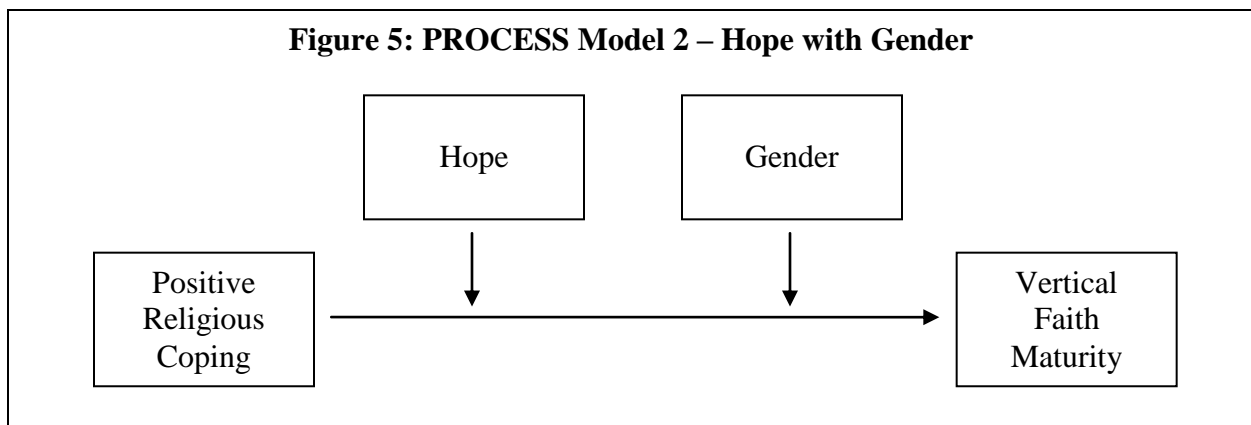 Figure 5: PROCESS Model 2 – Hope with Gender
Hope
Gender
Positive
Religious
Coping
Vertical
Faith
Maturity